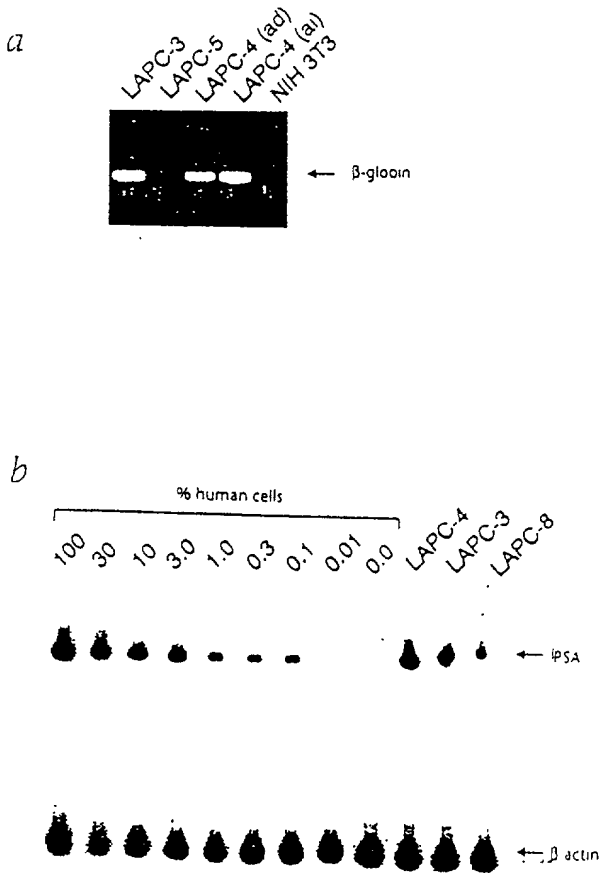 a
LAPC-3
LAPC-5
LAPC-4 (ad)
LAPC-4 (ai)
NIH 3T3
b
% human cells
100
30
10
3.0
1.0
0.3
0.1
0.01
0.0
LAPC-4
LAPC-3
LAPC-8
PSA
β actin